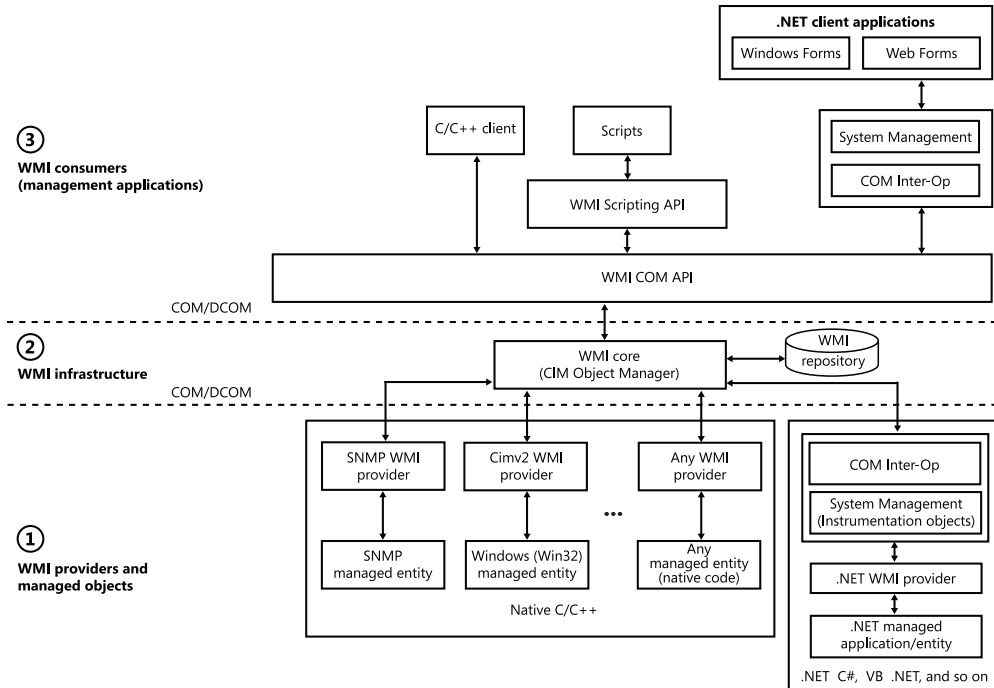 .NET client applications
Windows Forms
Web Forms
3
WMI consumers
(management applications)
C/C++ client
Scripts
System Management
COM Inter-Op
WMI Scripting API
WMI COM API
COM/DCOM
2
WMI infrastructure
WMI core
(CIM Object Manager)
WMI
repository
COM/DCOM
1
WMI providers and
managed objects
SNMP WMI
provider
Cimv2 WMI
provider
Any WMI
provider
...
SNMP
managed entity
Windows (Win32)
managed entity
Any
managed entity
(native code)
Native C/C++
COM Inter-Op
System Management
(Instrumentation objects)
.NET WMI provider
.NET managed
application/entity
.NET C#, VB .NET, and so on